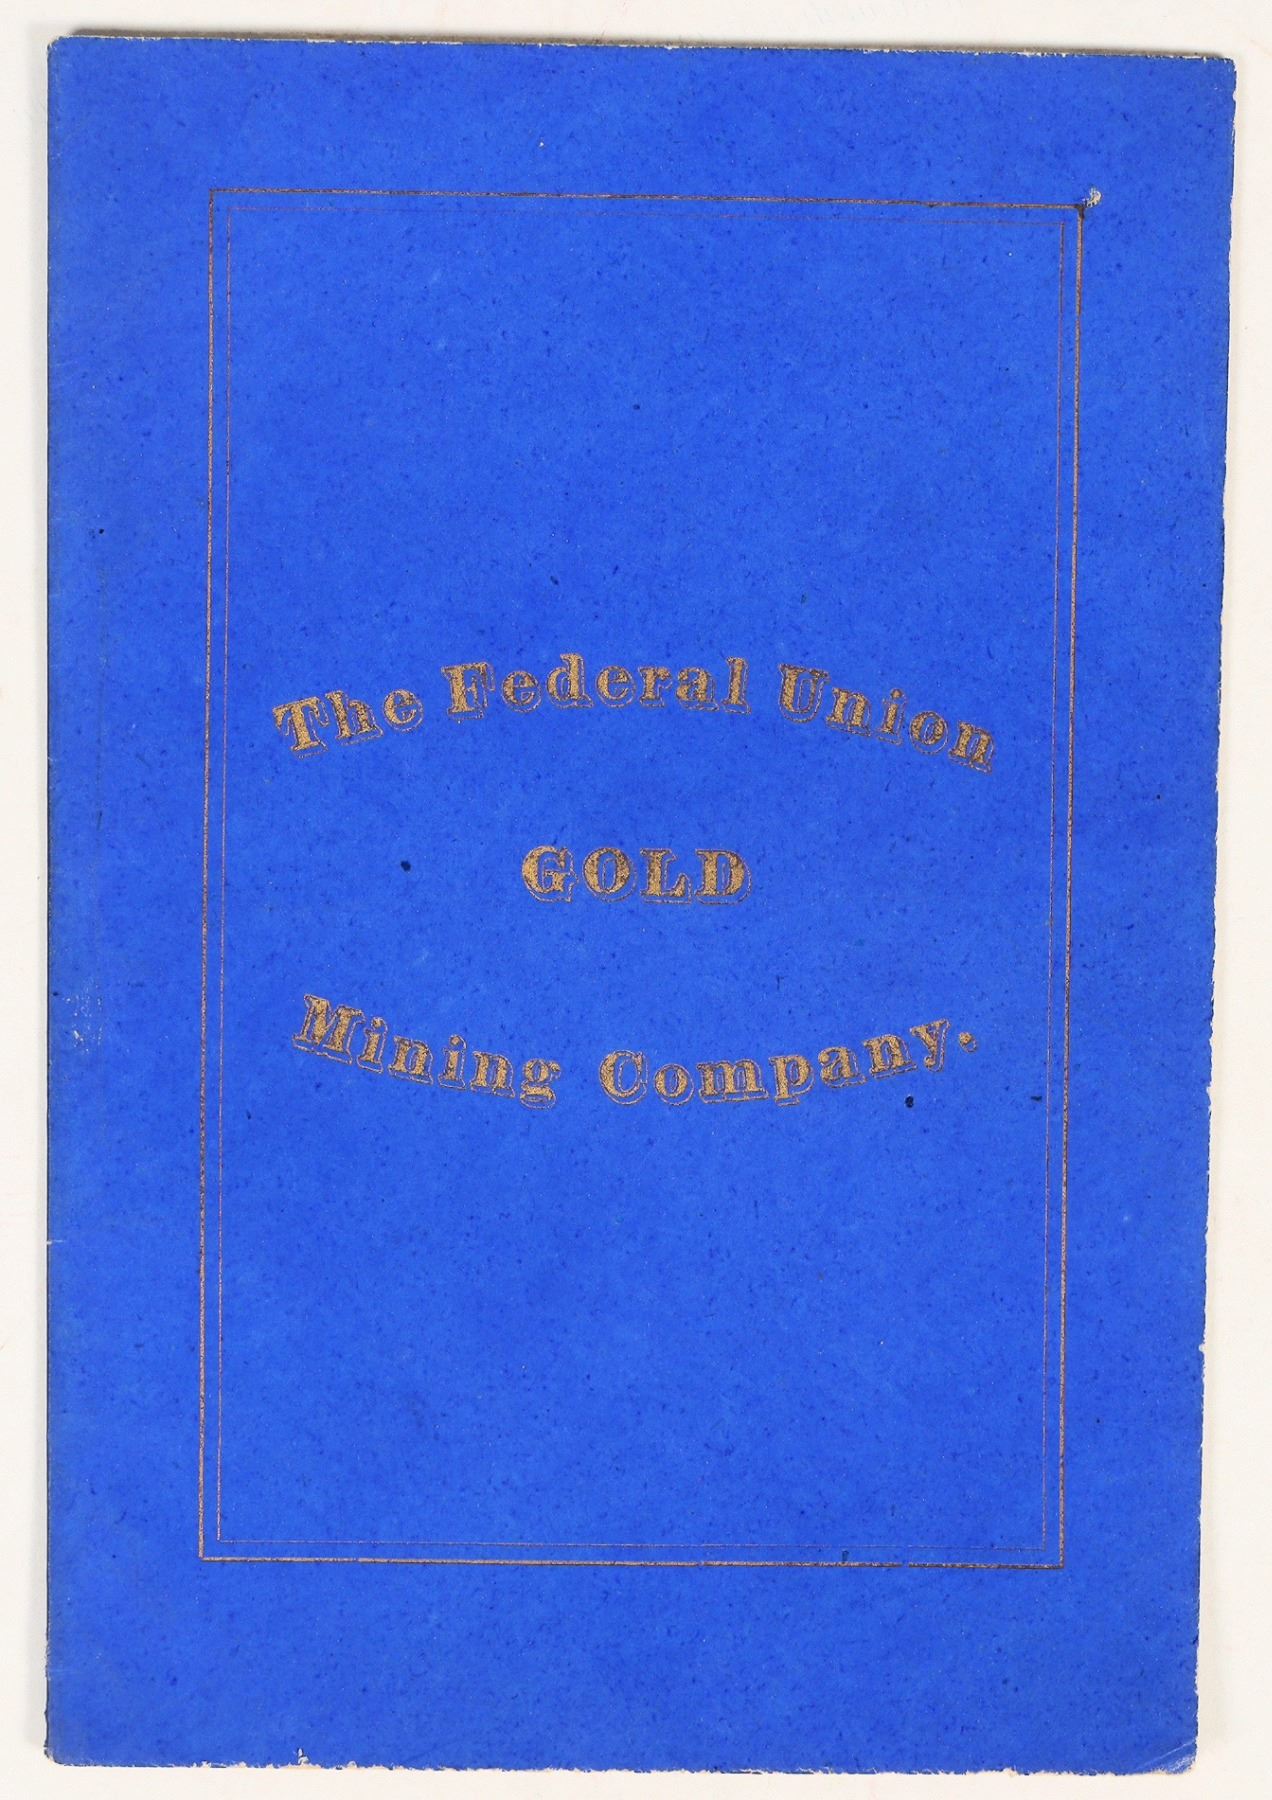 The Federal Union
GOLD
Mining Company.